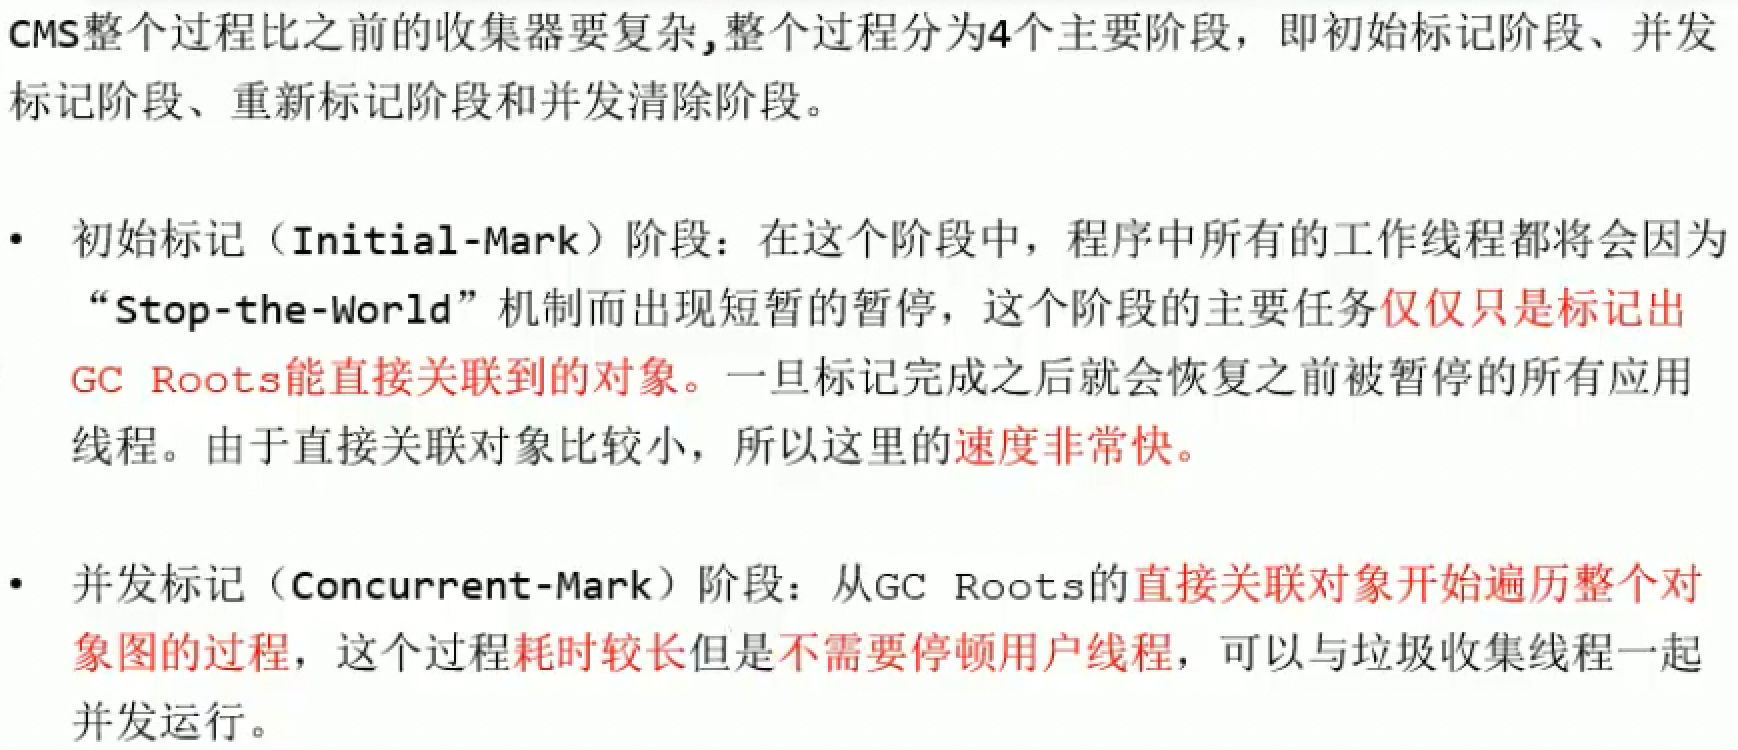 CMS整个过程比之前的收集器要复杂,整个过程分为4个主要阶段，即初始标记阶段、并发
标记阶段、重新标记阶段和并发清除阶段。
• 初始标记（Initial-Mark）阶段：在这个阶段中，程序中所有的工作线程都将会因为
“Stop-the-World”机制而出现短暂的暂停，这个阶段的主要任务仅仅只是标记出
GC Roots能直接关联到的对象。一旦标记完成之后就会恢复之前被暂停的所有应用
线程。由于直接关联对象比较小，所以这里的速度非常快。
• 并发标记（Concurrent-Mark）阶段：从GC Roots的直接关联对象开始遍历整个对
象图的过程，这个过程耗时较长但是不需要停顿用户线程，可以与垃圾收集线程一起
并发运行。